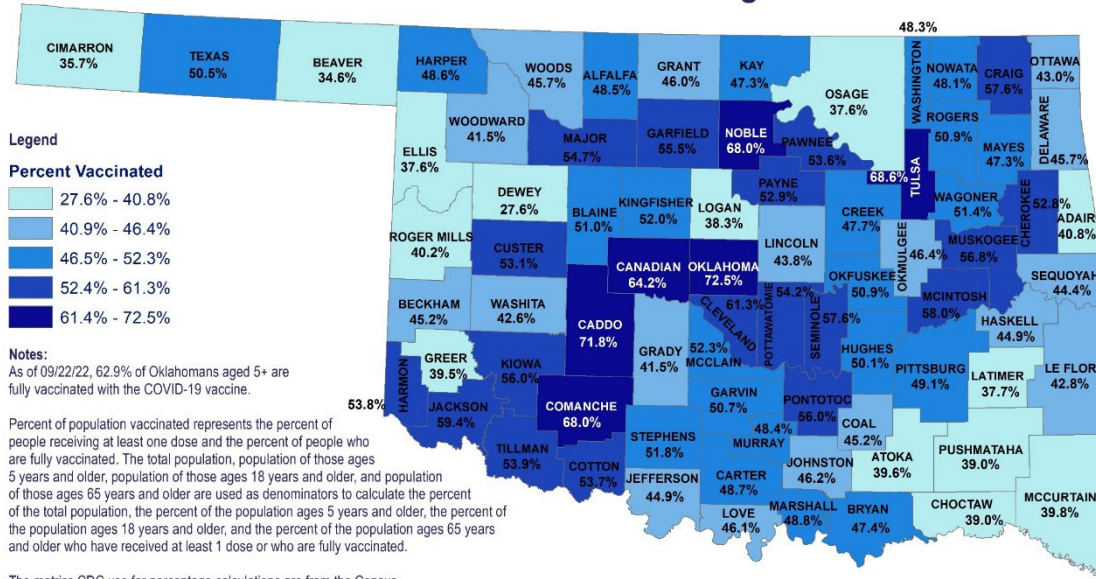 48.3%
CIMARRON
35.7%
TEXAS
50.5%
BEAVER
34.6%
HARPER
48.6%
WOODS
45.7%
ALFALFA
48.5%
GRANT
46.0%
KAY
47.3%
OSAGE
37.6%
WASHINGTON
NOWATA
48.1%
CRAIG
57.6%
OTTAWA
43.0%
WOODWARD
41.5%
MAJOR
54.7%
GARFIELD
55.5%
NOBLE
68.0%
PAWNEE
53.6%
ROGERS
50.9%
MAYES
47.3%
DELAWARE
45.7%
Legend
Percent Vaccinated
27.6% - 40.8%
40.9% - 46.4%
46.5% - 52.3%
52.4% - 61.3%
61.4% - 72.5%
ELLIS
37.6%
DEWEY
27.6%
BLAINE
51.0%
KINGFISHER
52.0%
LOGAN
38.3%
PAYNE
52.9%
68.6%
TULSA
CREEK
47.7%
WAGONER
51.4%
CHEROKEE
52.8%
ADAIR
40.8%
ROGER MILLS
40.2%
CUSTER
53.1%
CANADIAN
64.2%
OKLAHOMA
72.5%
LINCOLN
43.8%
OKMULGEE
46.4%
MUSKOGEE
56.8%
SEQUOYAH
44.4%
BECKHAM
45.2%
WASHITA
42.6%
CADDO
71.8%
GRADY
41.5%
61.3%
CLEVELAND
54.2%
POTTAWATOMIE
57.6%
SEMINOLE
OKFUSKEE
50.9%
MCINTOSH
58.0%
HASKELL
44.9%
Notes:
As of 09/22/22, 62.9% of Oklahomans aged 5+ are
fully vaccinated with the COVID-19 vaccine.
GREER
39.5%
KIOWA
56.0%
52.3%
MCCLAIN
HUGHES
50.1%
PITTSBURG
49.1%
LATIMER
37.7%
LE FLOR
42.8%
53.8%
HARMON
JACKSON
59.4%
COMANCHE
68.0%
GARVIN
50.7%
PONTOTOC
56.0%
COAL
45.2%
Percent of population vaccinated represents the percent of
people receiving at least one dose and the percent of people who
are fully vaccinated. The total population, population of those ages
5 years and older, population of those ages 18 years and older, and population
of those ages 65 years and older are used as denominators to calculate the percent
of the total population, the percent of the population ages 5 years and older, the percent of
the population ages 18 years and older, and the percent of the population ages 65 years
and older who have received at least 1 dose or who are fully vaccinated.
TILLMAN
53.9%
COTTON
53.7%
STEPHENS
51.8%
48.4%
MURRAY
JOHNSTON
46.2%
ATOKA
39.6%
PUSHMATAHA
39.0%
MCCURTAIN
39.8%
JEFFERSON
44.9%
CARTER
48.7%
LOVE
46.1%
MARSHALL
48.8%
BRYAN
47.4%
CHOCTAW
39.0%
The metrics CDC use for percentage calculations are from the Census